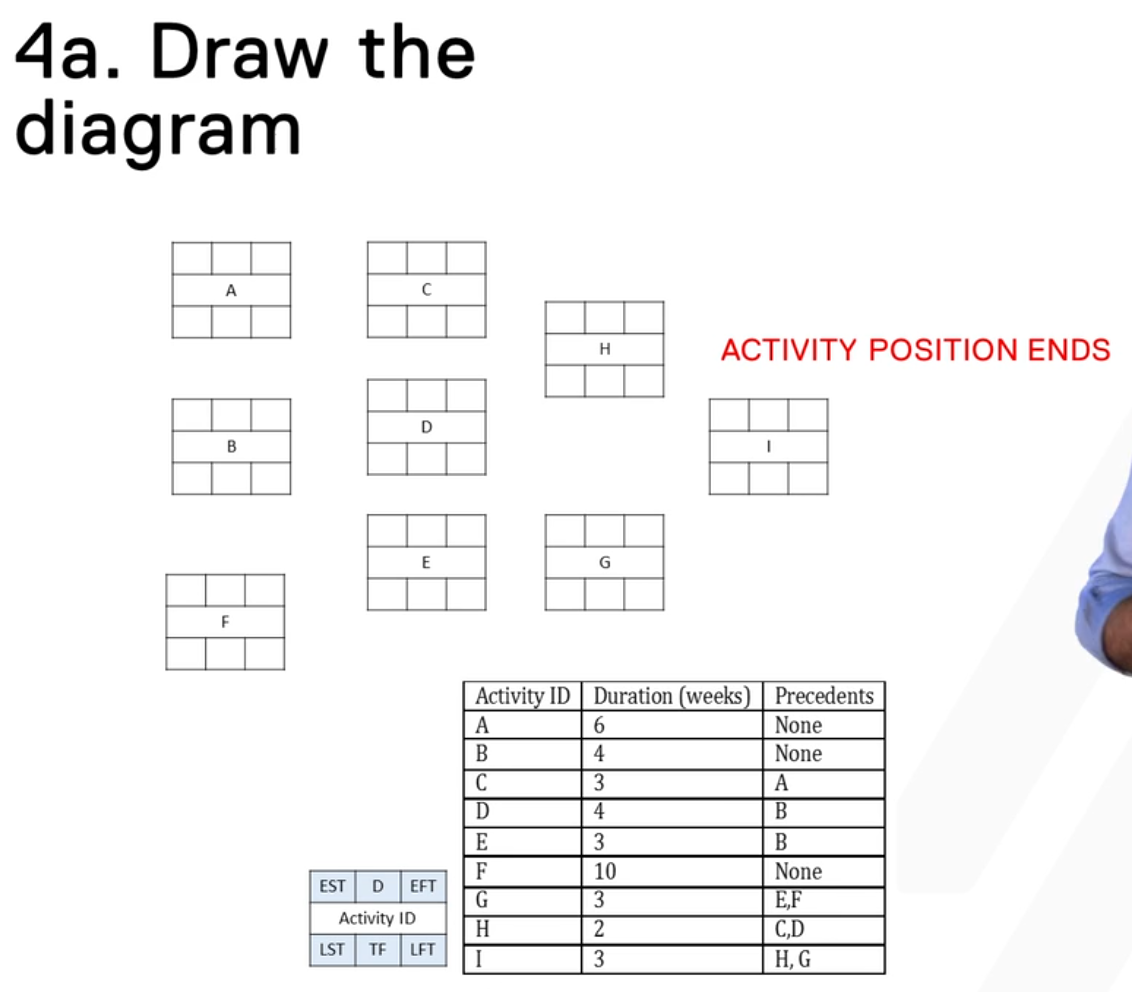 4a. Draw the
diagram
A
C
H
ACTIVITY POSITION ENDS
D
B
I
E
G
F
Activity ID Duration (weeks) Precedents
A 6 None
B 4 None
C 3 A
D 4 B
E 3 B
F 10 None
G 3 E,F
H 2 C,D
I 3 H, G
EST D EFT
Activity ID
LST TF LFT